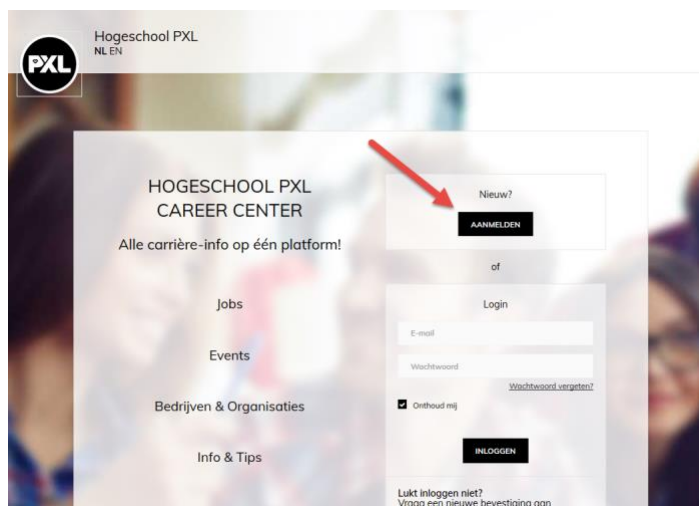 Hogeschool PXL
NL EN
PXL
HOGESCHOOL PXL
CAREER CENTER
Alle carrière-info op één platform!
Jobs
Events
Bedrijven & Organisaties
Info & Tips
Nieuw?
AANMELDEN
of
Login
E-mail
Wachtwoord
Wachtwoord vergeten?
Onthoud mij
INLOGGEN
Lukt inloggen niet?
Vraag een nieuwe bevestiging aan